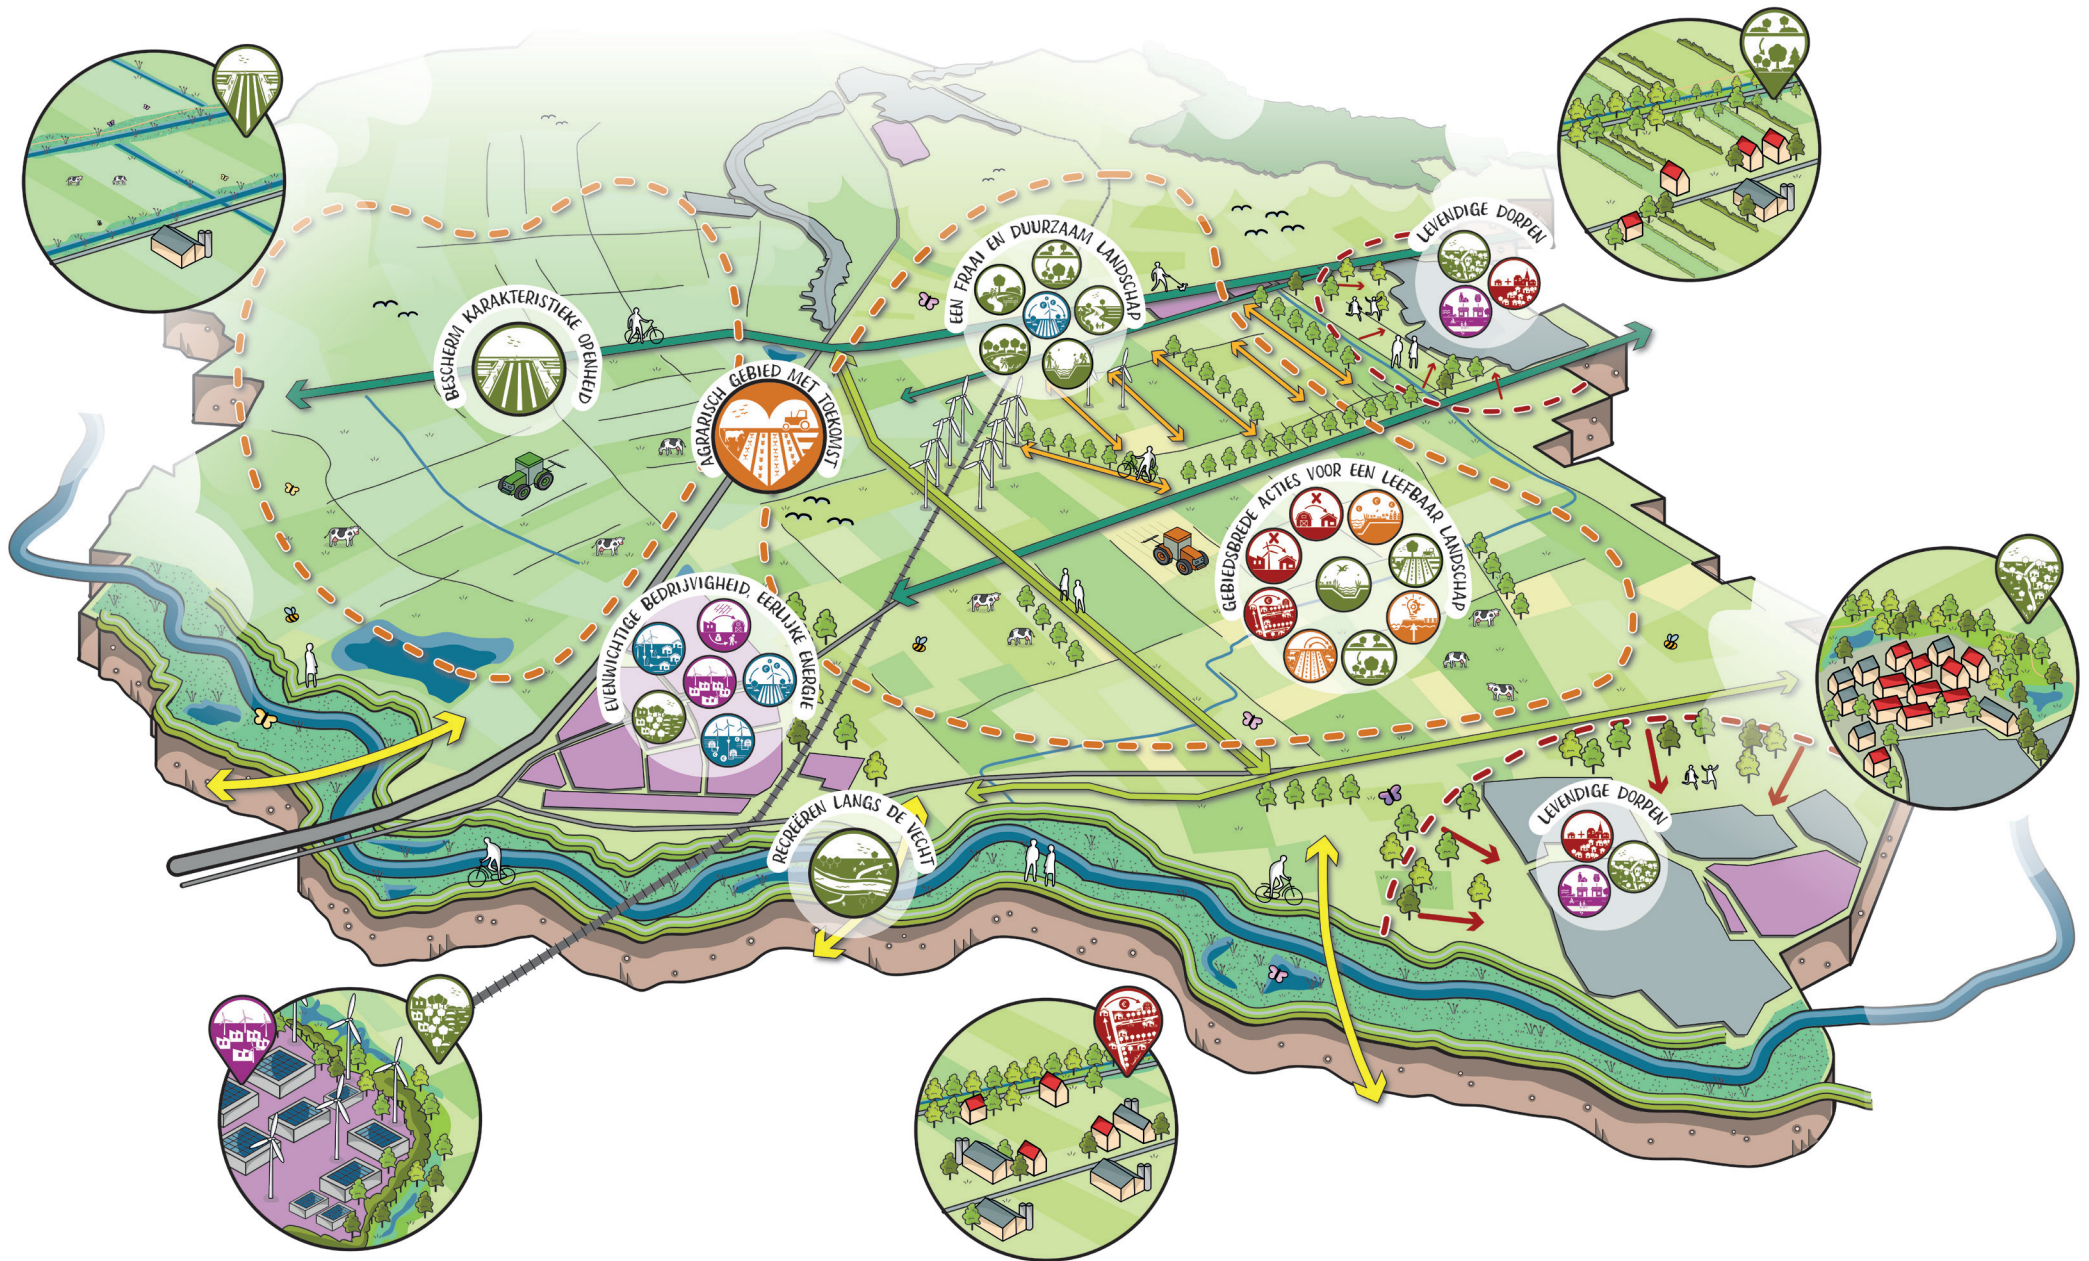 LEVENDIGE DORPEN
EEN FRAAI EN DUURZAAM LANDSCHAP
BESCHERM KARAKTERISTIEKE OPENHEID
AGRARISCH GEBIED MET TOEKOMST
GEBIEDSBREDE ACTIES VOOR EEN LEEFBAAR LANDSCHAP
EVENWICHTIGE BEDRIJVIGHEID, EERLIJKE ENERGIE
RECREËREN LANGS DE VECHT
LEVENDIGE DORPEN